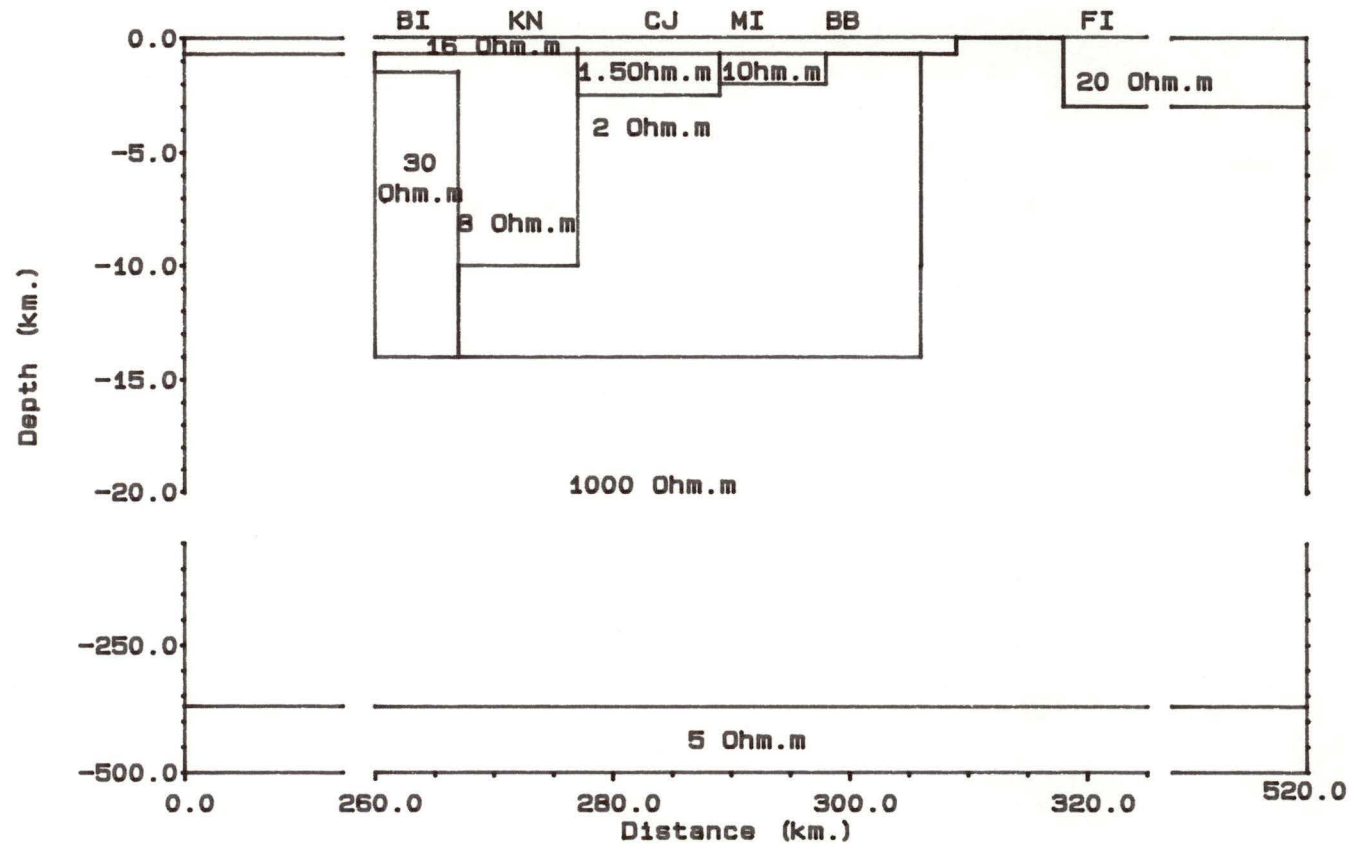 BI KN CJ MI BB FI
0.0
16 Ohm.m
1.5Ohm.m 1Ohm.m 20 Ohm.m
2 Ohm.m
-5.0
30
Ohm.m
8 Ohm.m
-10.0
-15.0
-20.0
1000 Ohm.m
Depth (km.)
-250.0
5 Ohm.m
-500.0
0.0 260.0 280.0 300.0 320.0 520.0
Distance (km.)